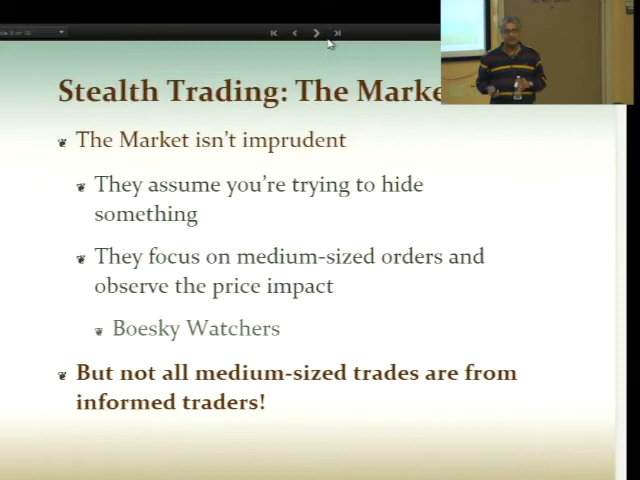 Stealth Trading: The Marke
The Market isn't imprudent
They assume you're trying to hide
something
They focus on medium-sized orders and
observe the price impact
Boesky Watchers
But not all medium-sized trades are from
informed traders!